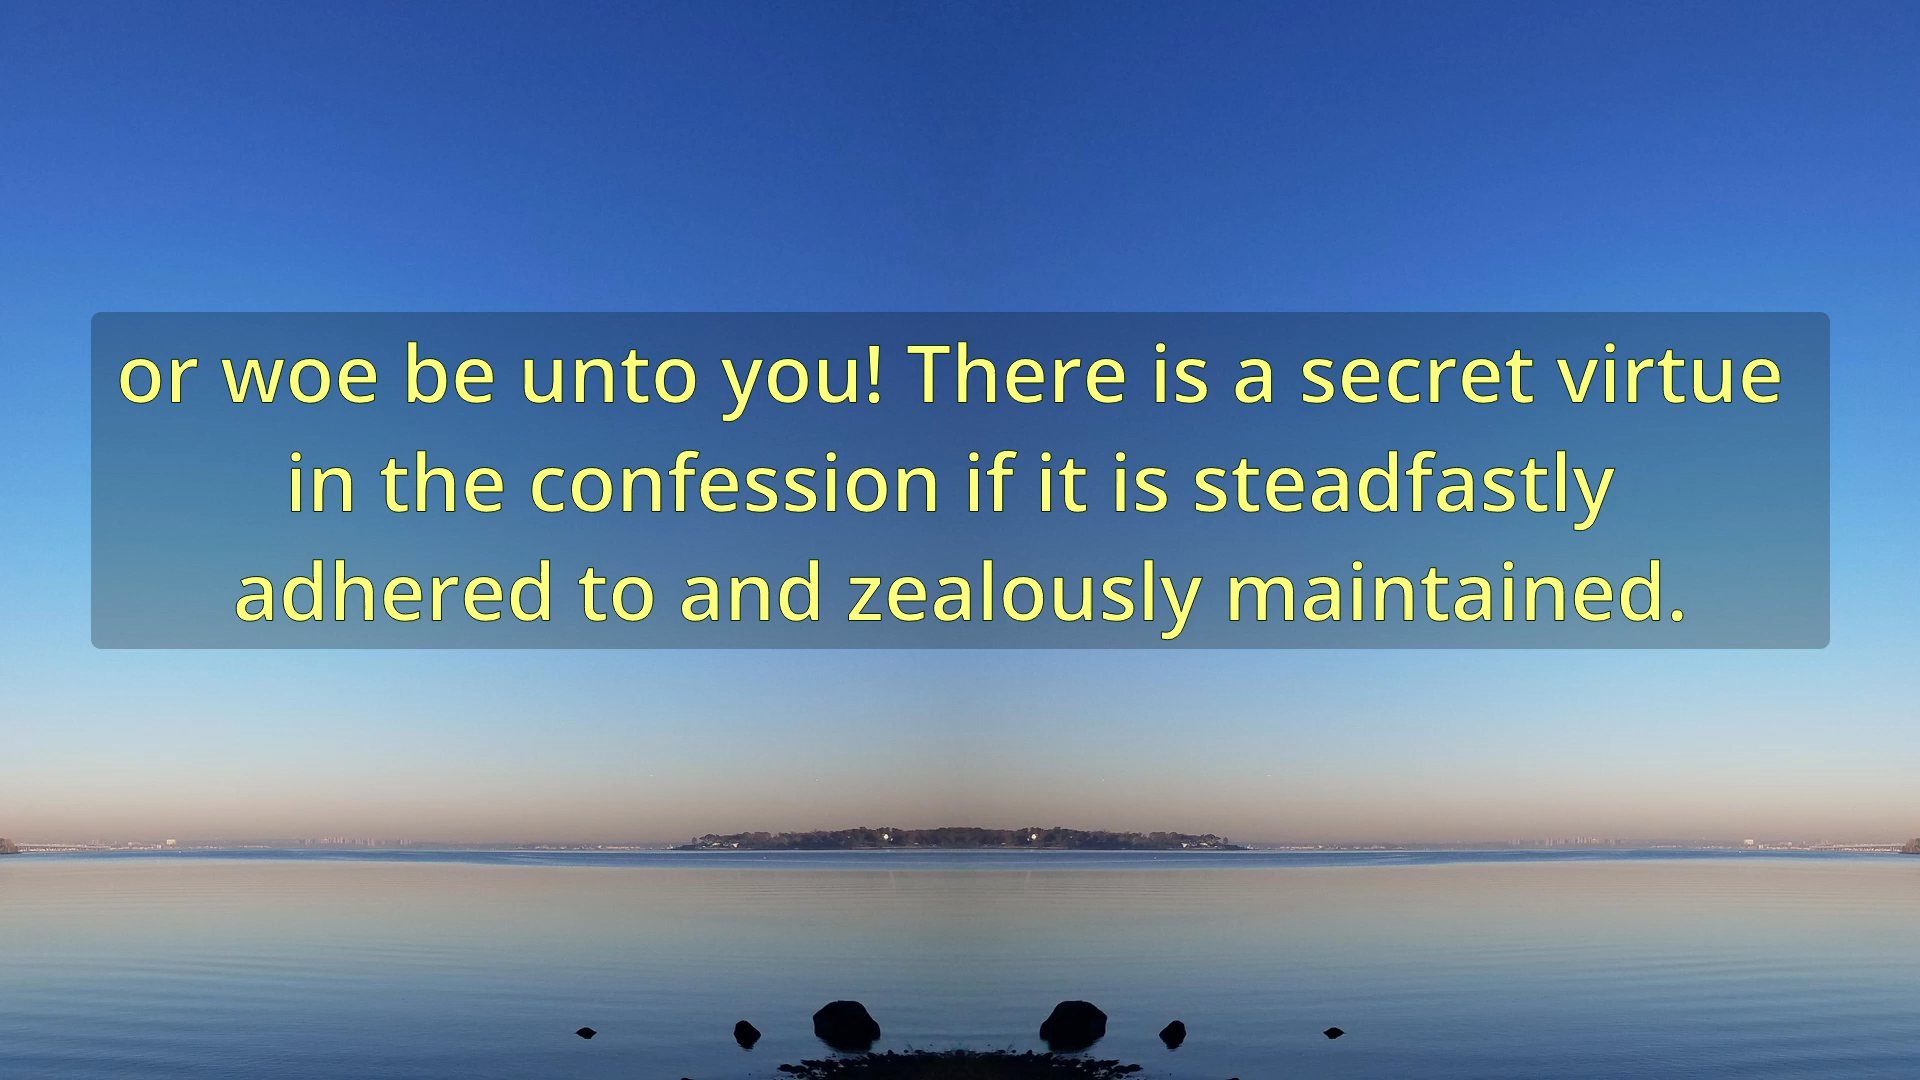 or woe be unto you! There is a secret virtue
in the confession if it is steadfastly
adhered to and zealously maintained.